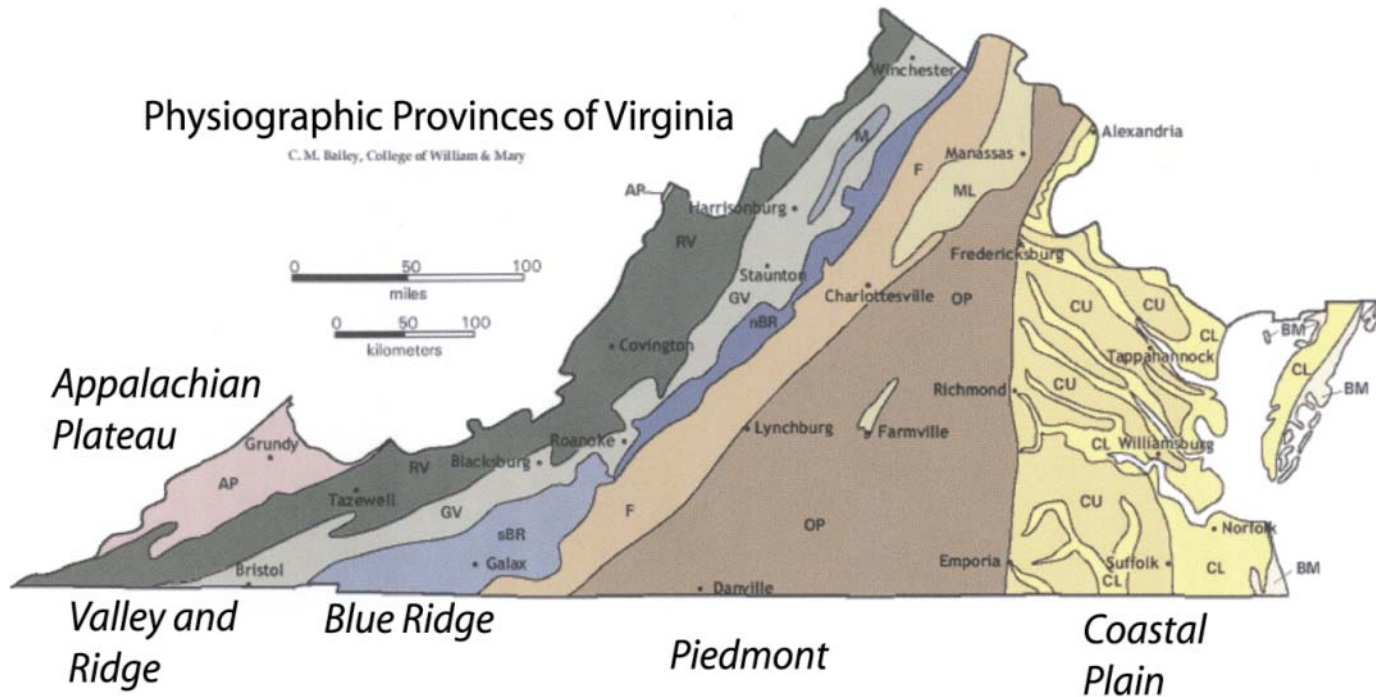 Physiographic Provinces of Virginia
C. M. Bailey, College of William & Mary
0 50 100
miles
0 50 100
kilometers
Winchester
M
Alexandria
Manassas
F
AP
ML
Harrisonburg
RV
Fredericksburg
Staunton
GV
Charlottesville
OP
CU
CU
nBR
CL
BM
Covington
Tappahannock
CL
Appalachian
Plateau
Richmond
CU
BM
Grundy
Roanoke
Lynchburg
Farmville
CL
Williamsburg
Blacksburg
RV
AP
Tazewell
GV
CU
F
OP
sBR
Norfolk
Bristol
Galax
Emporia
Suffolk
CL
CL
BM
Danville
Valley and
Ridge
Blue Ridge
Piedmont
Coastal
Plain